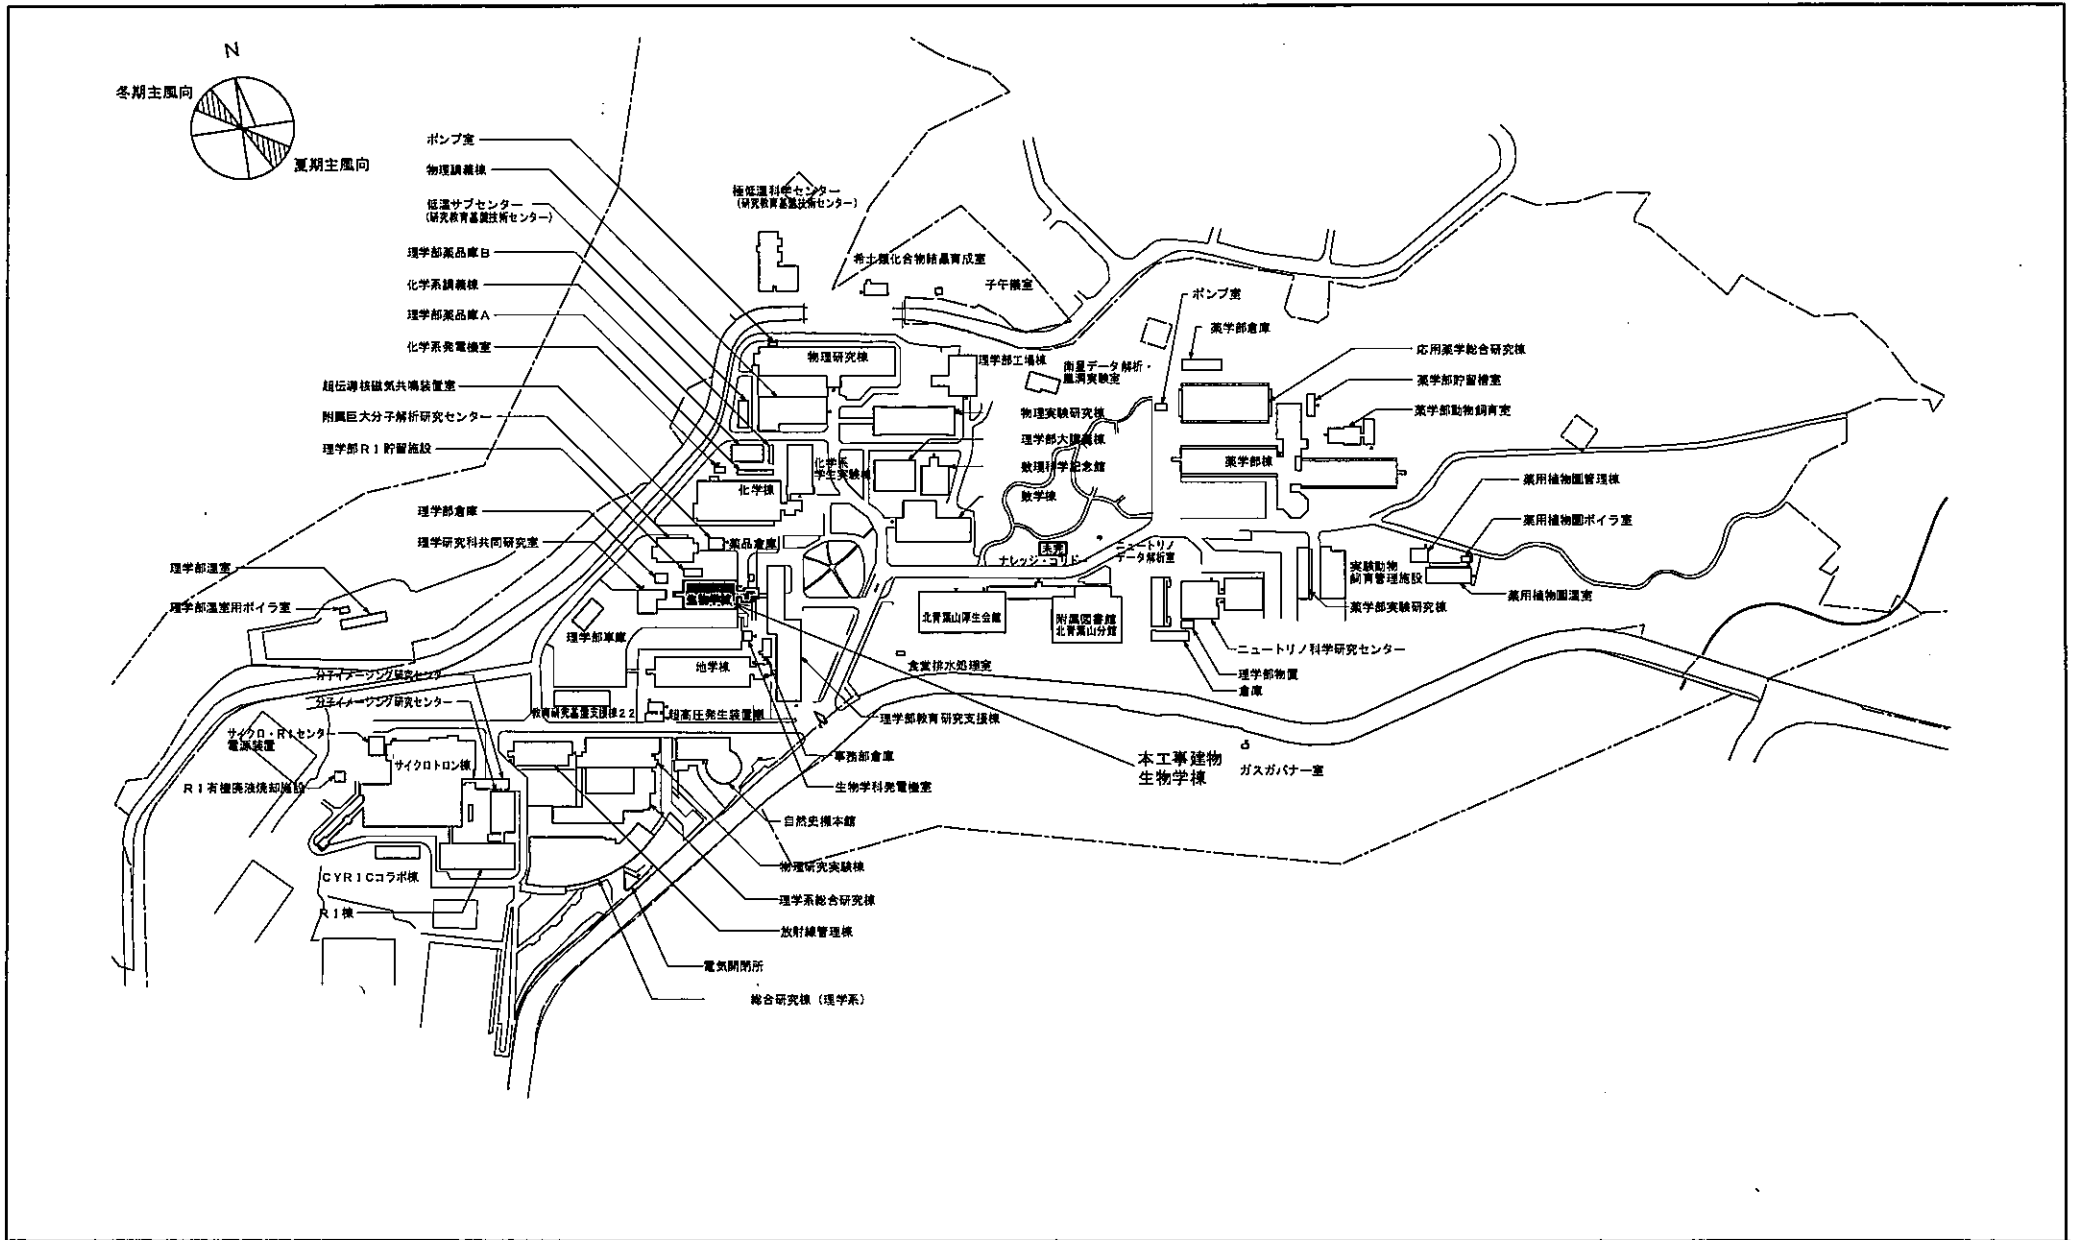 N
冬期主風向
夏期主風向
ポンプ室
物理講義棟
低温サブセンター
(研究教育基盤技術センター)
理学部薬品庫B
化学系講義棟
理学部薬品庫A
化学系発電機室
超伝導核磁気共鳴装置室
附属巨大分子解析研究センター
理学部RI貯留施設
理学部倉庫
理学研究科共同研究室
理学部温室
理学部温室用ボイラ室
極低温科学センター
(研究教育基盤技術センター)
希土類化合物結晶育成室
子午儀室
物理研究棟
理学部工場棟
衛星データ解析・
物理実験研究棟
理学部大講義棟
数理科学記念館
数学棟
化学系
学生実験棟
化学棟
薬品倉庫
生物学棟
理学部車庫
地学棟
教育研究基盤支援棟22
超高圧発生装置棟
ポンプ室
薬学部倉庫
応用薬学総合研究棟
薬学部貯留槽室
薬学部動物飼育室
薬学部棟
薬用植物園管理棟
薬用植物園ボイラ室
薬用植物園温室
実験動物
飼育管理施設
薬学部実験研究棟
未完
ナレッジ・コリドー
ニュートリノ
データ解析室
北青葉山厚生会館
附属図書館
北青葉山分館
ニュートリノ科学研究センター
理学部物置
倉庫
食堂排水処理室
理学部教育研究支援棟
本工事建物
生物学棟
ガスガバナー室
事務部倉庫
生物学科発電機室
自然史標本館
物理研究実験棟
理学系総合研究棟
放射線管理棟
電気開閉所
総合研究棟(理学系)
分子イメージング研究センター
分子イメージング研究センター
サイクロ・RIセンター
電源装置
サイクロトロン棟
RI有機廃液焼却施設
CYRICコラボ棟
RI棟